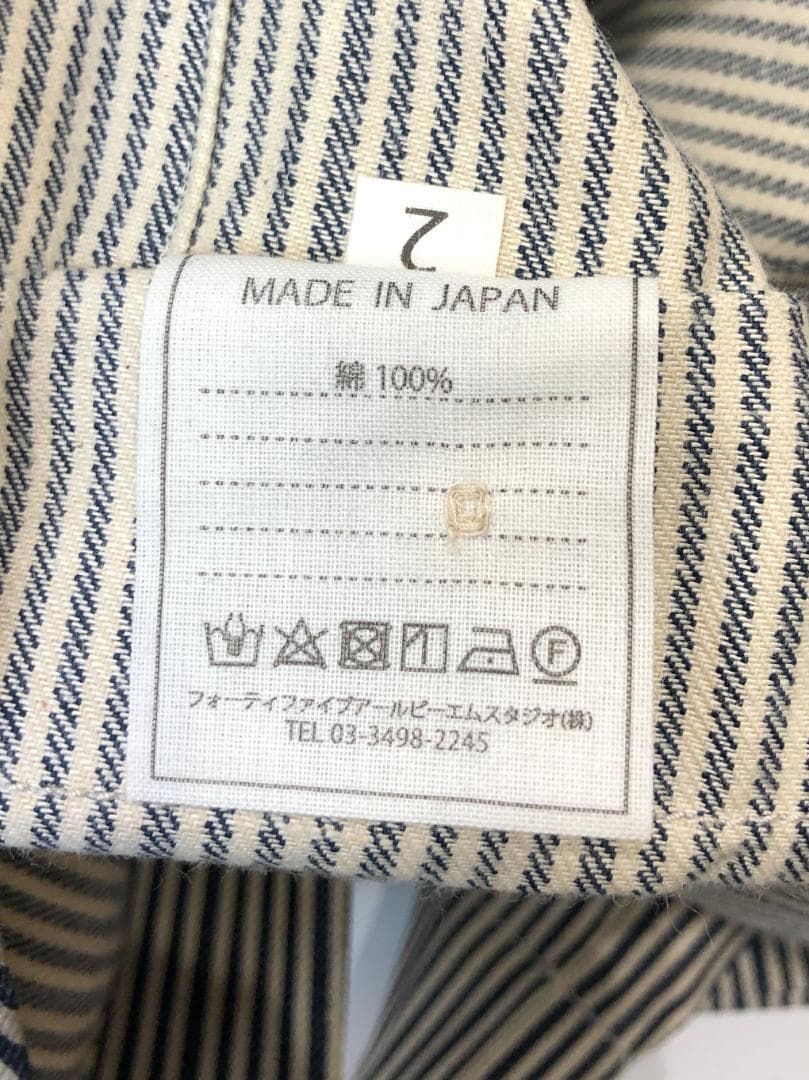 2
MADE IN JAPAN
綿 100%
F
フォーティファイブアールピーエムスタジオ(株)
TEL 03-3498-2245